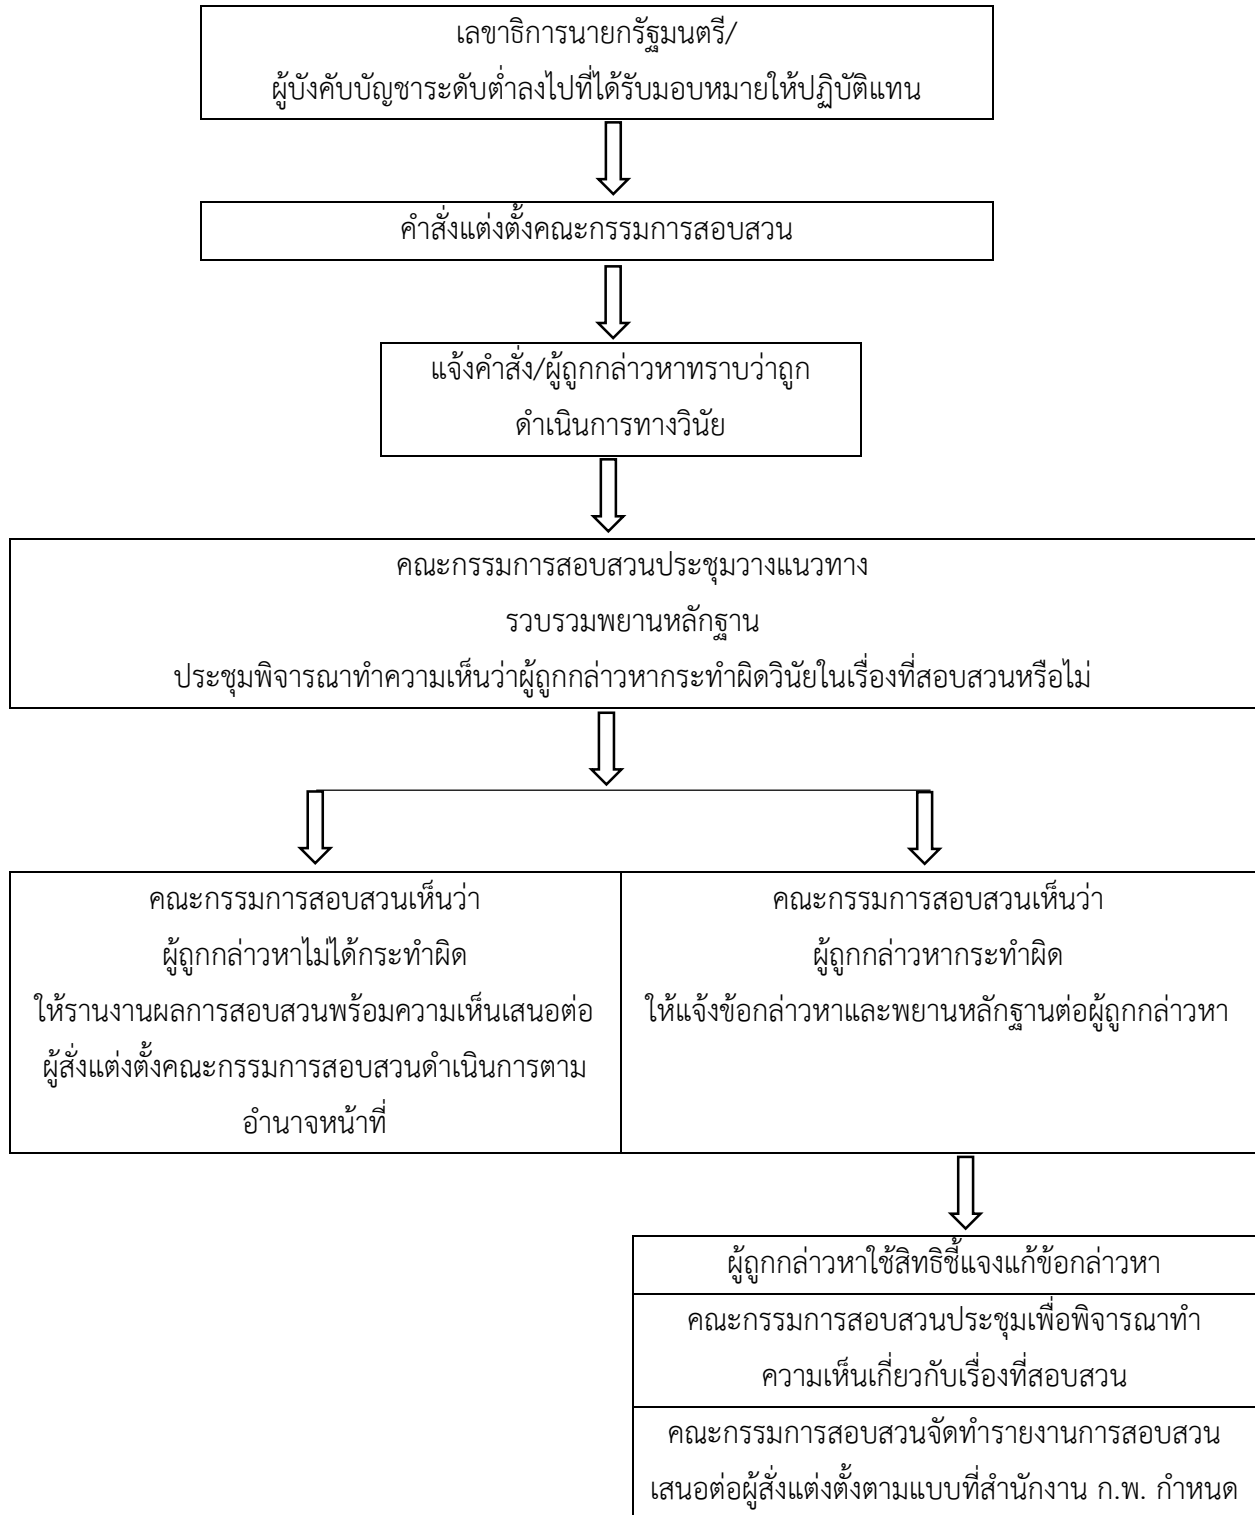 เลขาธิการนายกรัฐมนตรี/
ผู้บังคับบัญชาระดับต่ำลงไปที่ได้รับมอบหมายให้ปฏิบัติแทน
คำสั่งแต่งตั้งคณะกรรมการสอบสวน
แจ้งคำสั่ง/ผู้ถูกกล่าวหาทราบว่าถูก
ดำเนินการทางวินัย
คณะกรรมการสอบสวนประชุมวางแนวทาง
รวบรวมพยานหลักฐาน
ประชุมพิจารณาทำความเห็นว่าผู้ถูกกล่าวหากระทำผิดวินัยในเรื่องที่สอบสวนหรือไม่
คณะกรรมการสอบสวนเห็นว่า
ผู้ถูกกล่าวหาไม่ได้กระทำผิด
ให้รานงานผลการสอบสวนพร้อมความเห็นเสนอต่อ
ผู้สั่งแต่งตั้งคณะกรรมการสอบสวนดำเนินการตาม
อำนาจหน้าที่
คณะกรรมการสอบสวนเห็นว่า
ผู้ถูกกล่าวหากระทำผิด
ให้แจ้งข้อกล่าวหาและพยานหลักฐานต่อผู้ถูกกล่าวหา
ผู้ถูกกล่าวหาใช้สิทธิชี้แจงแก้ข้อกล่าวหา
คณะกรรมการสอบสวนประชุมเพื่อพิจารณาทำ
ความเห็นเกี่ยวกับเรื่องที่สอบสวน
คณะกรรมการสอบสวนจัดทำรายงานการสอบสวน
เสนอต่อผู้สั่งแต่งตั้งตามแบบที่สำนักงาน ก.พ. กำหนด